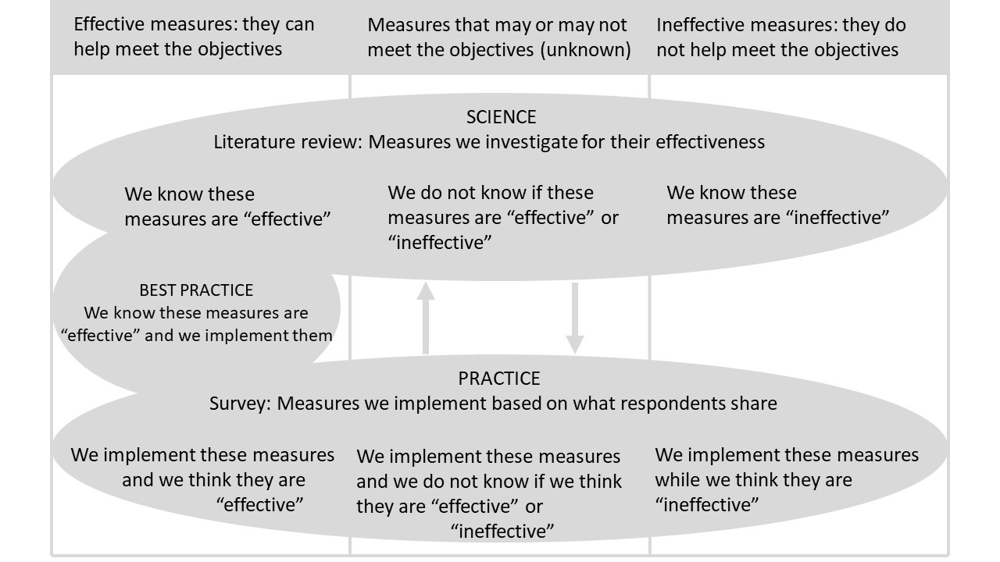 Effective measures: they can
help meet the objectives
Measures that may or may not
meet the objectives (unknown)
Ineffective measures: they do
not help meet the objectives
SCIENCE
Literature review: Measures we investigate for their effectiveness
We know these
measures are “effective”
We do not know if these
measures are “effective” or
“ineffective”
We know these
measures are “ineffective”
BEST PRACTICE
We know these measures are
“effective” and we implement them
PRACTICE
Survey: Measures we implement based on what respondents share
We implement these measures
and we think they are
“effective”
We implement these measures
and we do not know if we think
they are “effective” or
“ineffective”
We implement these measures
while we think they are
“ineffective”